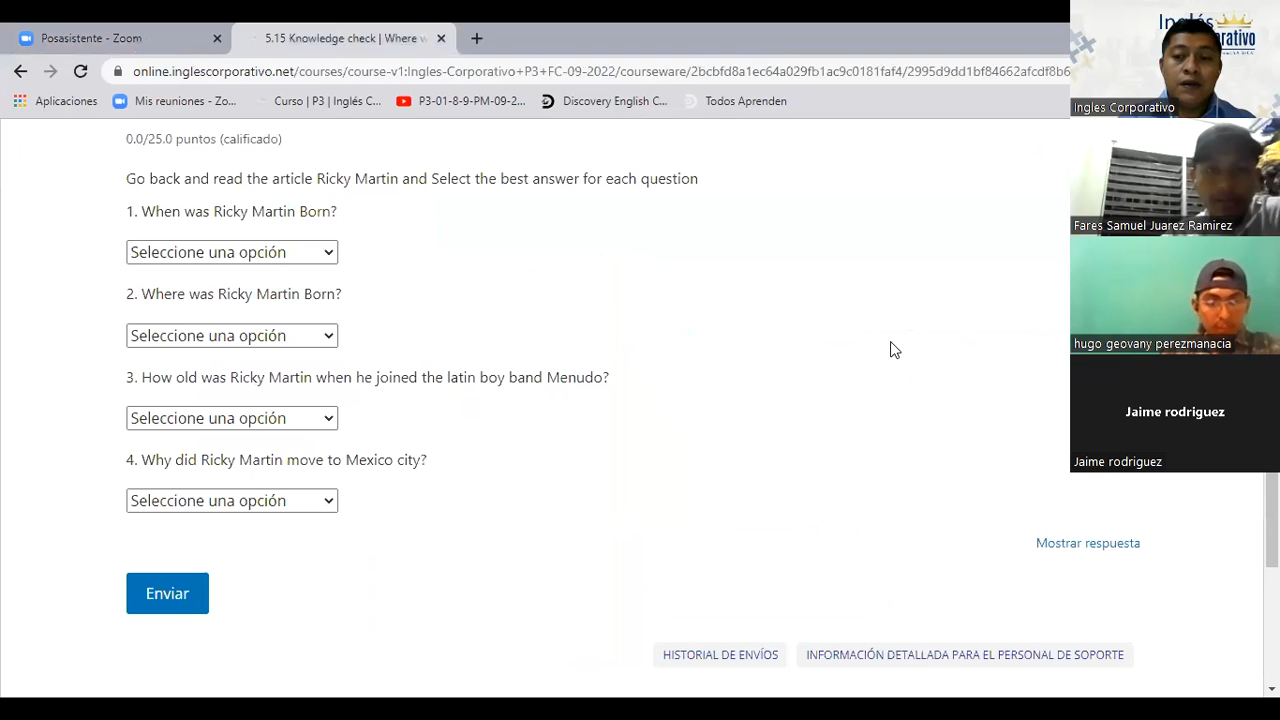 Posasistente - Zoom
5.15 Knowledge check | Where w
online.inglescorporativo.net/courses/course-v1:Ingles-Corporativo+P3+FC-09-2022/courseware/2bcbfd8a1ec64a029fb1ac9c0181faf4/2995d9dd1bf84662afcdf8b6
Aplicaciones
Mis reuniones - Zo...
Curso | P3 | Inglés C...
P3-01-8-9-PM-09-2...
Discovery English C...
Todos Aprenden
0.0/25.0 puntos (calificado)
Go back and read the article Ricky Martin and Select the best answer for each question
1. When was Ricky Martin Born?
Seleccione una opción
2. Where was Ricky Martin Born?
Seleccione una opción
3. How old was Ricky Martin when he joined the latin boy band Menudo?
Seleccione una opción
4. Why did Ricky Martin move to Mexico city?
Seleccione una opción
Mostrar respuesta
Enviar
HISTORIAL DE ENVÍOS
INFORMACIÓN DETALLADA PARA EL PERSONAL DE SOPORTE
Ingles Corporativo
Fares Samuel Juarez Ramirez
hugo geovany perezmanacia
Jaime rodriguez
Jaime rodriguez